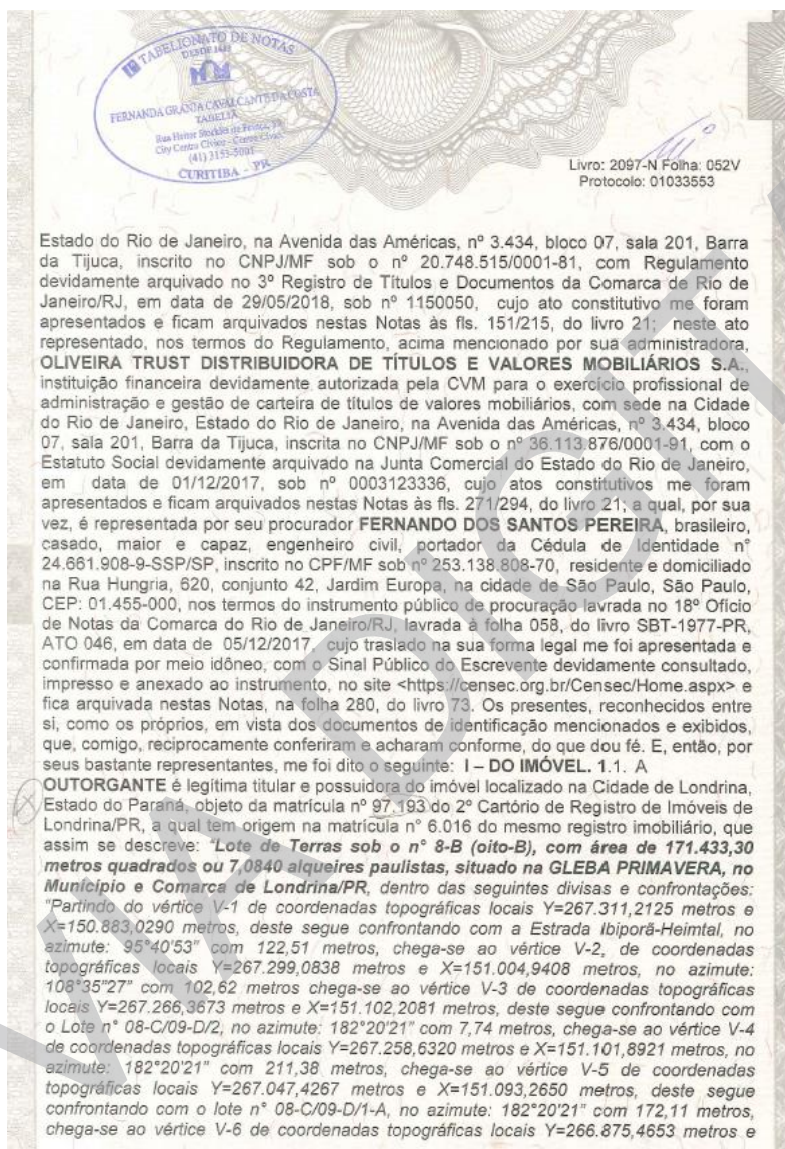 1º TABELIONATO DE NOTAS
DESDE
FERNANDA GRANJA CAVALCANTE DA COSTA
TABELIÃ
(41) 3153-5001
CURITIBA - PR
Livro: 2097-N Folha: 052V
Protocolo: 01033553
Estado do Rio de Janeiro, na Avenida das Américas, nº 3.434, bloco 07, sala 201, Barra
da Tijuca, inscrito no CNPJ/MF sob o nº 20.748.515/0001-81, com Regulamento
devidamente arquivado no 3º Registro de Títulos e Documentos da Comarca de Rio de
Janeiro/RJ, em data de 29/05/2018, sob nº 1150050, cujo ato constitutivo me foram
apresentados e ficam arquivados nestas Notas às fls. 151/215, do livro 21; neste ato
representado, nos termos do Regulamento, acima mencionado por sua administradora,
OLIVEIRA TRUST DISTRIBUIDORA DE TÍTULOS E VALORES MOBILIÁRIOS S.A.,
instituição financeira devidamente autorizada pela CVM para o exercício profissional de
administração e gestão de carteira de títulos de valores mobiliários, com sede na Cidade
do Rio de Janeiro, Estado do Rio de Janeiro, na Avenida das Américas, nº 3.434, bloco
07, sala 201, Barra da Tijuca, inscrita no CNPJ/MF sob o nº 36.113.876/0001-91, com o
Estatuto Social devidamente arquivado na Junta Comercial do Estado do Rio de Janeiro,
em data de 01/12/2017, sob nº 0003123336, cujo atos constitutivos me foram
apresentados e ficam arquivados nestas Notas às fls. 271/294, do livro 21; a qual, por sua
vez, é representada por seu procurador FERNANDO DOS SANTOS PEREIRA, brasileiro,
casado, maior e capaz, engenheiro civil, portador da Cédula de Identidade n°
24.661.908-9-SSP/SP, inscrito no CPF/MF sob nº 253.138.808-70, residente e domiciliado
na Rua Hungria, 620, conjunto 42, Jardim Europa, na cidade de São Paulo, São Paulo,
CEP: 01.455-000, nos termos do instrumento público de procuração lavrada no 18º Ofício
de Notas da Comarca do Rio de Janeiro/RJ, lavrada à folha 058, do livro SBT-1977-PR,
ATO 046, em data de 05/12/2017, cujo traslado na sua forma legal me foi apresentada e
confirmada por meio idôneo, com o Sinal Público do Escrevente devidamente consultado,
impresso e anexado ao instrumento, no site <https://censec.org.br/Censec/Home.aspx> e
fica arquivada nestas Notas, na folha 280, do livro 73. Os presentes, reconhecidos entre
si, como os próprios, em vista dos documentos de identificação mencionados e exibidos,
que, comigo, reciprocamente conferiram e acharam conforme, do que dou fé. E, então, por
seus bastante representantes, me foi dito o seguinte: I – DO IMÓVEL. 1.1. A
OUTORGANTE é legítima titular e possuidora do imóvel localizado na Cidade de Londrina,
Estado do Paraná, objeto da matrícula nº 97.193 do 2º Cartório de Registro de Imóveis de
Londrina/PR, a qual tem origem na matrícula n° 6.016 do mesmo registro imobiliário, que
assim se descreve: "Lote de Terras sob o n° 8-B (oito-B), com área de 171.433,30
metros quadrados ou 7,0840 alqueires paulistas, situado na GLEBA PRIMAVERA, no
Município e Comarca de Londrina/PR, dentro das seguintes divisas e confrontações:
"Partindo do vértice V-1 de coordenadas topográficas locais Y=267.311,2125 metros e
X=150.883,0290 metros, deste segue confrontando com a Estrada Ibiporã-Heimtal, no
azimute: 95°40'53" com 122,51 metros, chega-se ao vértice V-2, de coordenadas
topográficas locais Y=267.299,0838 metros e X=151.004,9408 metros, no azimute:
108°35"27" com 102,62 metros chega-se ao vértice V-3 de coordenadas topográficas
locais Y=267.266,3673 metros e X=151.102,2081 metros, deste segue confrontando com
o Lote n° 08-C/09-D/2, no azimute: 182°20'21" com 7,74 metros, chega-se ao vértice V-4
de coordenadas topográficas locais Y=267.258,6320 metros e X=151.101,8921 metros, no
azimute: 182°20'21" com 211,38 metros, chega-se ao vértice V-5 de coordenadas
topográficas locais Y=267.047,4267 metros e X=151.093,2650 metros, deste segue
confrontando com o lote n° 08-C/09-D/1-A, no azimute: 182°20'21" com 172,11 metros,
chega-se ao vértice V-6 de coordenadas topográficas locais Y=266.875,4653 metros e